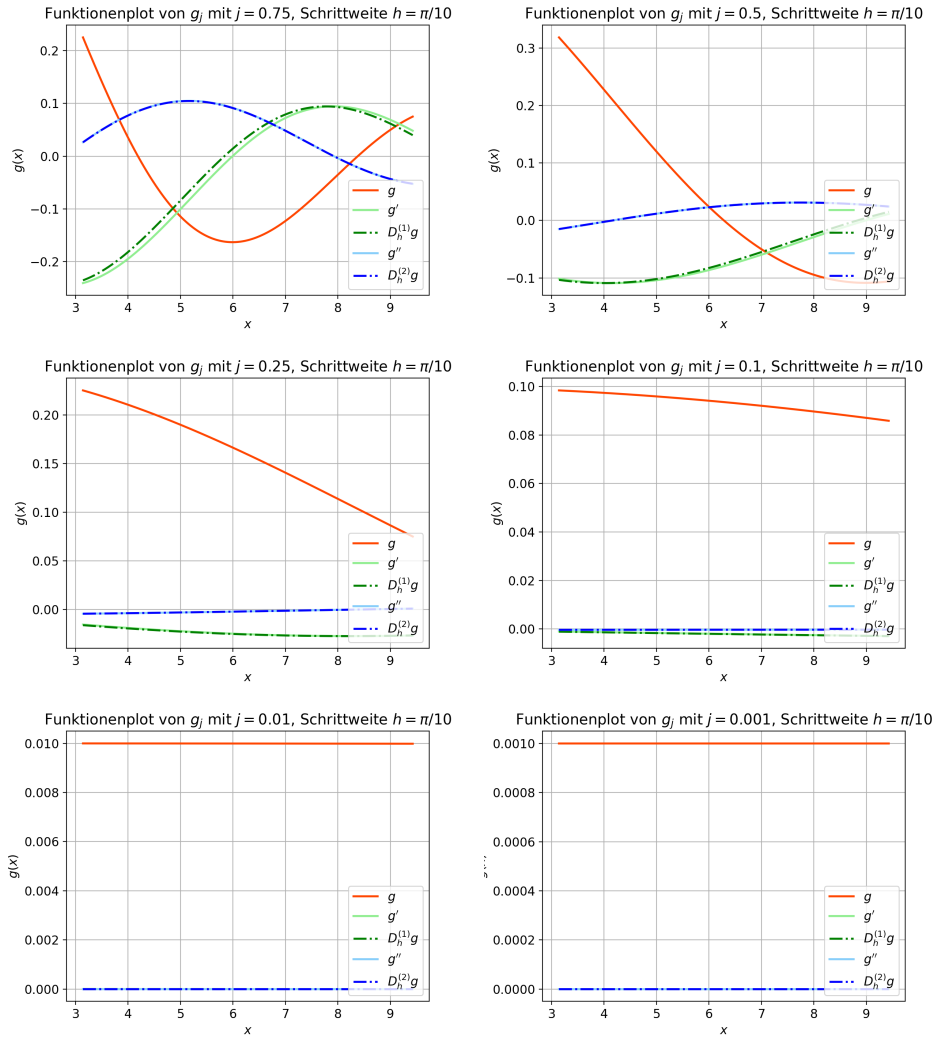 Funktionenplot von g_j mit j = 0.75, Schrittweite h = π/10
0.2
0.1
0.0
−0.1
−0.2
g(x)
3 4 5 6 7 8 9
x
g
g′
D_h^(1)g
g′′
D_h^(2)g
Funktionenplot von g_j mit j = 0.5, Schrittweite h = π/10
0.3
0.2
0.1
0.0
−0.1
g(x)
3 4 5 6 7 8 9
x
g
g′
D_h^(1)g
g′′
D_h^(2)g
Funktionenplot von g_j mit j = 0.25, Schrittweite h = π/10
0.20
0.15
0.10
0.05
0.00
g(x)
3 4 5 6 7 8 9
x
g
g′
D_h^(1)g
g′′
D_h^(2)g
Funktionenplot von g_j mit j = 0.1, Schrittweite h = π/10
0.10
0.08
0.06
0.04
0.02
0.00
g(x)
3 4 5 6 7 8 9
x
g
g′
D_h^(1)g
g′′
D_h^(2)g
Funktionenplot von g_j mit j = 0.01, Schrittweite h = π/10
0.010
0.008
0.006
0.004
0.002
0.000
g(x)
3 4 5 6 7 8 9
x
g
g′
D_h^(1)g
g′′
D_h^(2)g
Funktionenplot von g_j mit j = 0.001, Schrittweite h = π/10
0.0010
0.0008
0.0006
0.0004
0.0002
0.0000
3 4 5 6 7 8 9
x
g
g′
D_h^(1)g
g′′
D_h^(2)g